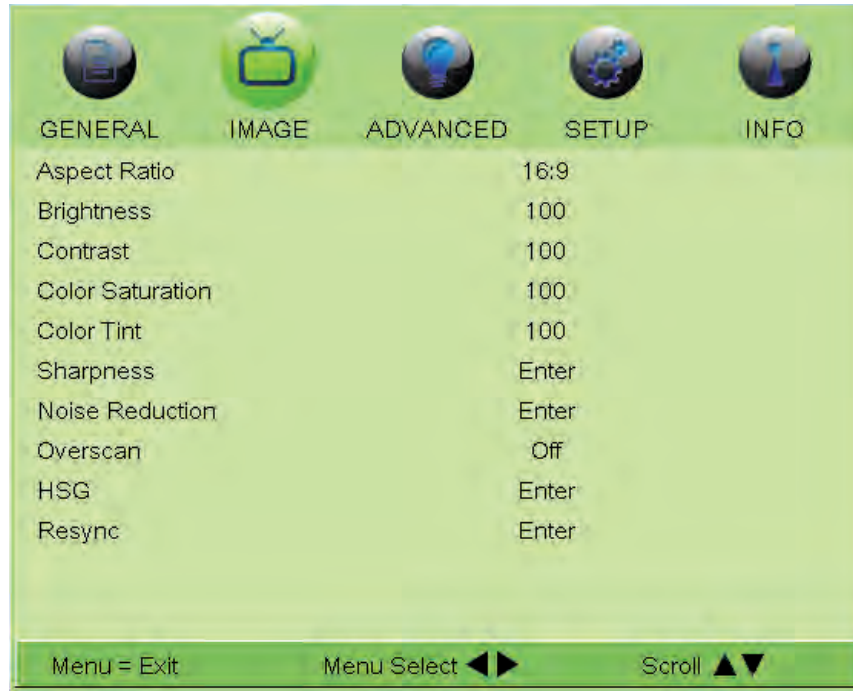 GENERAL IMAGE ADVANCED SETUP INFO
Aspect Ratio 16:9
Brightness 100
Contrast 100
Color Saturation 100
Color Tint 100
Sharpness Enter
Noise Reduction Enter
Overscan Off
HSG Enter
Resync Enter
Menu = Exit Menu Select ◀▶ Scroll ▲▼